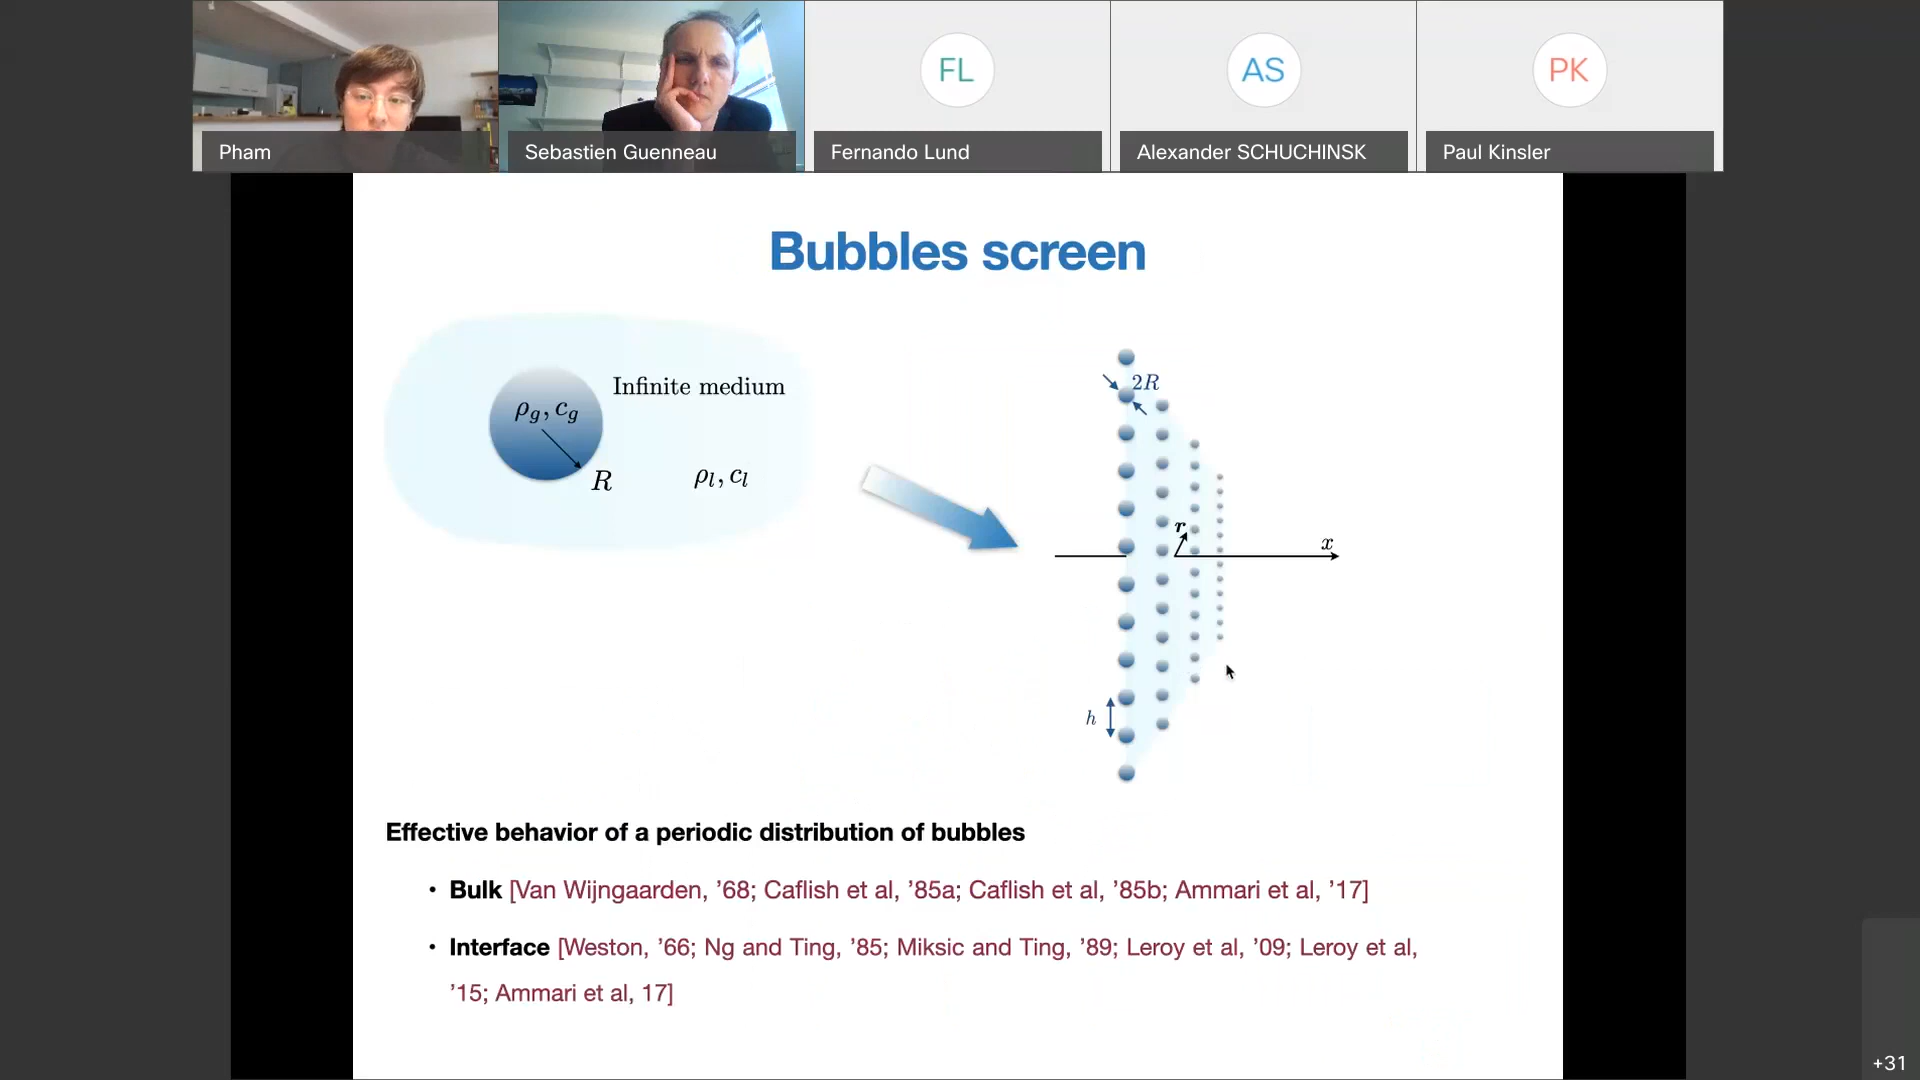 FL
AS
PK
Pham
Sebastien Guenneau
Fernando Lund
Alexander SCHUCHINSK
Paul Kinsler
Bubbles screen
Infinite medium
ρg, cg
R
ρl, cl
2R
r
x
h
Effective behavior of a periodic distribution of bubbles
• Bulk [Van Wijngaarden, ’68; Caflish et al, ’85a; Caflish et al, ’85b; Ammari et al, ’17]
• Interface [Weston, ’66; Ng and Ting, ’85; Miksic and Ting, ’89; Leroy et al, ’09; Leroy et al,
’15; Ammari et al, 17]
+31